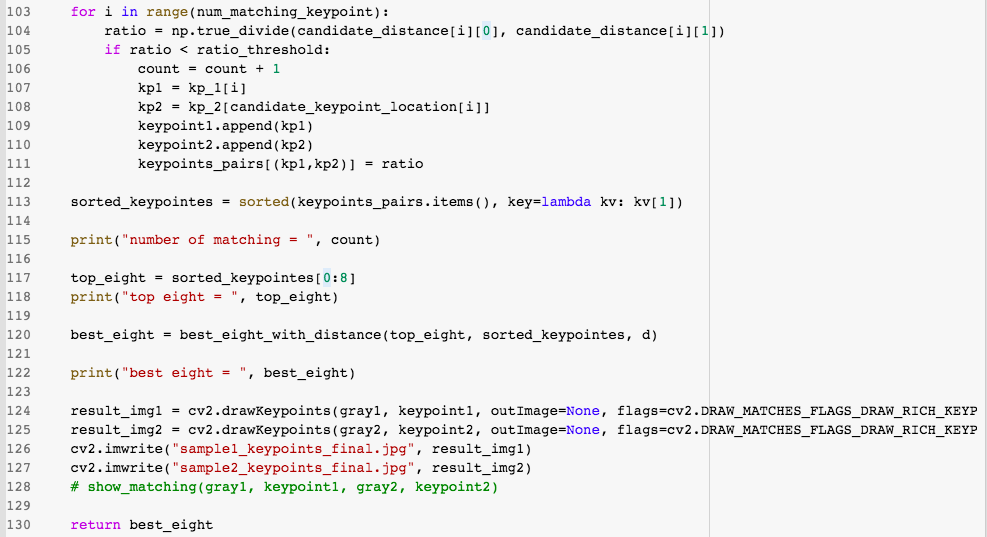 103     for i in range(num_matching_keypoint):
104         ratio = np.true_divide(candidate_distance[i][0], candidate_distance[i][1])
105         if ratio < ratio_threshold:
106             count = count + 1
107             kp1 = kp_1[i]
108             kp2 = kp_2[candidate_keypoint_location[i]]
109             keypoint1.append(kp1)
110             keypoint2.append(kp2)
111             keypoints_pairs[(kp1,kp2)] = ratio
112
113     sorted_keypointes = sorted(keypoints_pairs.items(), key=lambda kv: kv[1])
114
115     print("number of matching = ", count)
116
117     top_eight = sorted_keypointes[0:8]
118     print("top eight = ", top_eight)
119
120     best_eight = best_eight_with_distance(top_eight, sorted_keypointes, d)
121
122     print("best eight = ", best_eight)
123
124     result_img1 = cv2.drawKeypoints(gray1, keypoint1, outImage=None, flags=cv2.DRAW_MATCHES_FLAGS_DRAW_RICH_KEYP
125     result_img2 = cv2.drawKeypoints(gray2, keypoint2, outImage=None, flags=cv2.DRAW_MATCHES_FLAGS_DRAW_RICH_KEYP
126     cv2.imwrite("sample1_keypoints_final.jpg", result_img1)
127     cv2.imwrite("sample2_keypoints_final.jpg", result_img2)
128     # show_matching(gray1, keypoint1, gray2, keypoint2)
129
130     return best_eight